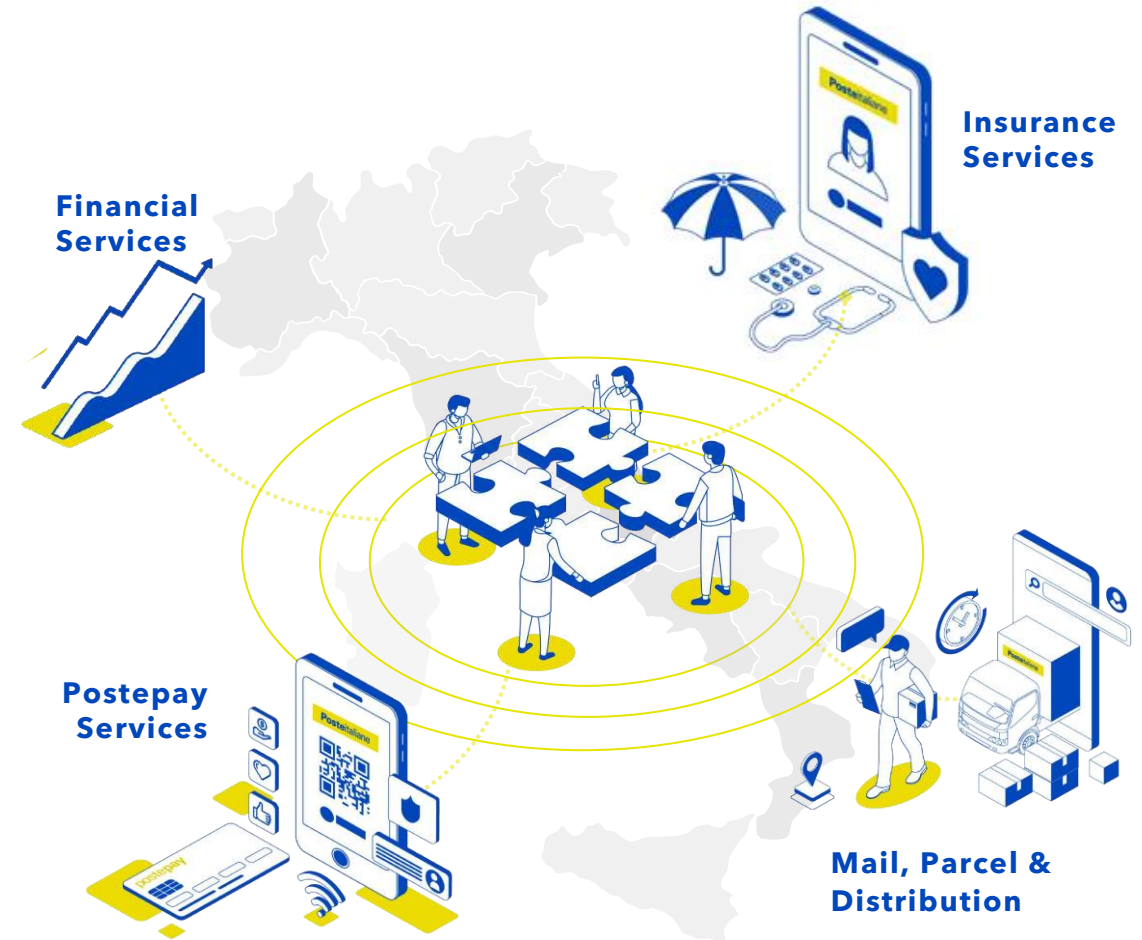 Posteitaliane
Insurance
Services
Financial
Services
Postepay
Services
Posteitaliane
postepay
Posteitaliane
Mail, Parcel &
Distribution